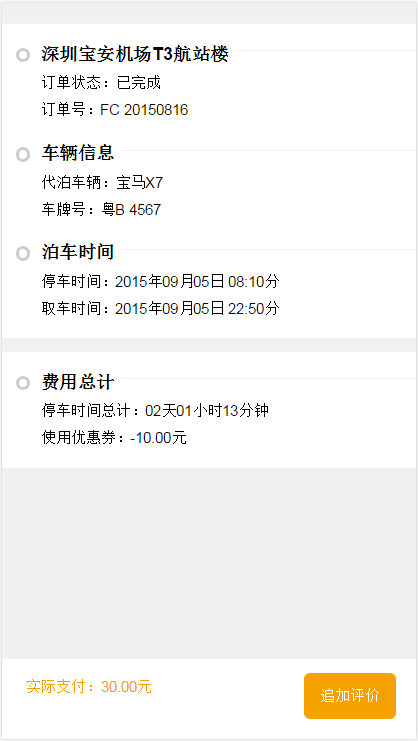 深圳宝安机场T3航站楼
订单状态：已完成
订单号：FC 20150816
车辆信息
代泊车辆：宝马X7
车牌号：粤B 4567
泊车时间
停车时间：2015年09月05日 08:10分
取车时间：2015年09月05日 22:50分
费用总计
停车时间总计：02天01小时13分钟
使用优惠券：-10.00元
实际支付：30.00元
追加评价